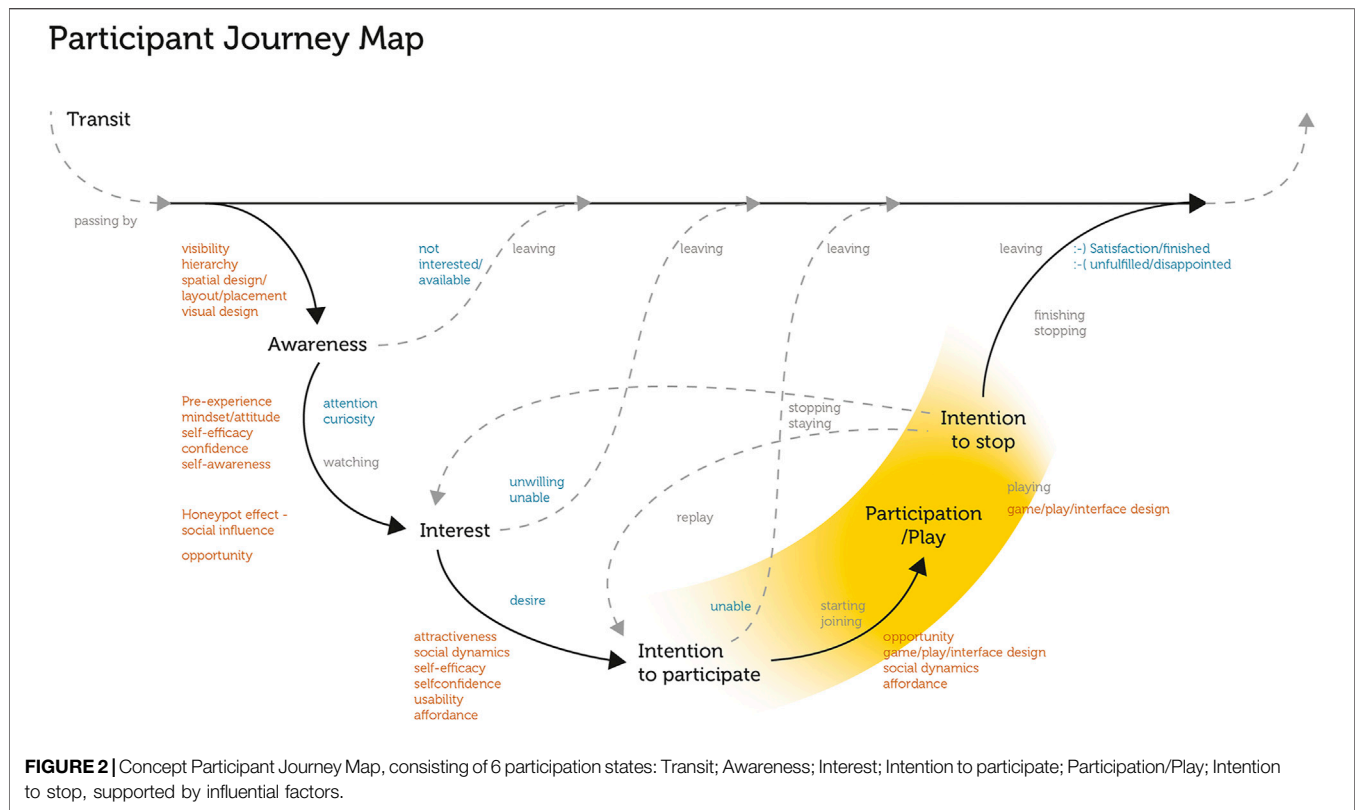 Participant Journey Map
Transit
passing by
visibility
hierarchy
spatial design/
layout/placement
visual design
not
interested/
available
leaving
leaving
leaving
leaving
:-) Satisfaction/finished
:-( unfulfilled/disappointed
finishing
stopping
Awareness
Pre-experience
mindset/attitude
self-efficacy
confidence
self-awareness
attention
curiosity
watching
stopping
staying
Intention
to stop
Honeypot effect -
social influence
opportunity
unwilling
unable
Interest
replay
playing
game/play/interface design
Participation
/Play
desire
unable
starting
joining
attractiveness
social dynamics
self-efficacy
selfconfidence
usability
affordance
Intention
to participate
opportunity
game/play/interface design
social dynamics
affordance
FIGURE 2 | Concept Participant Journey Map, consisting of 6 participation states: Transit; Awareness; Interest; Intention to participate; Participation/Play; Intention
to stop, supported by influential factors.